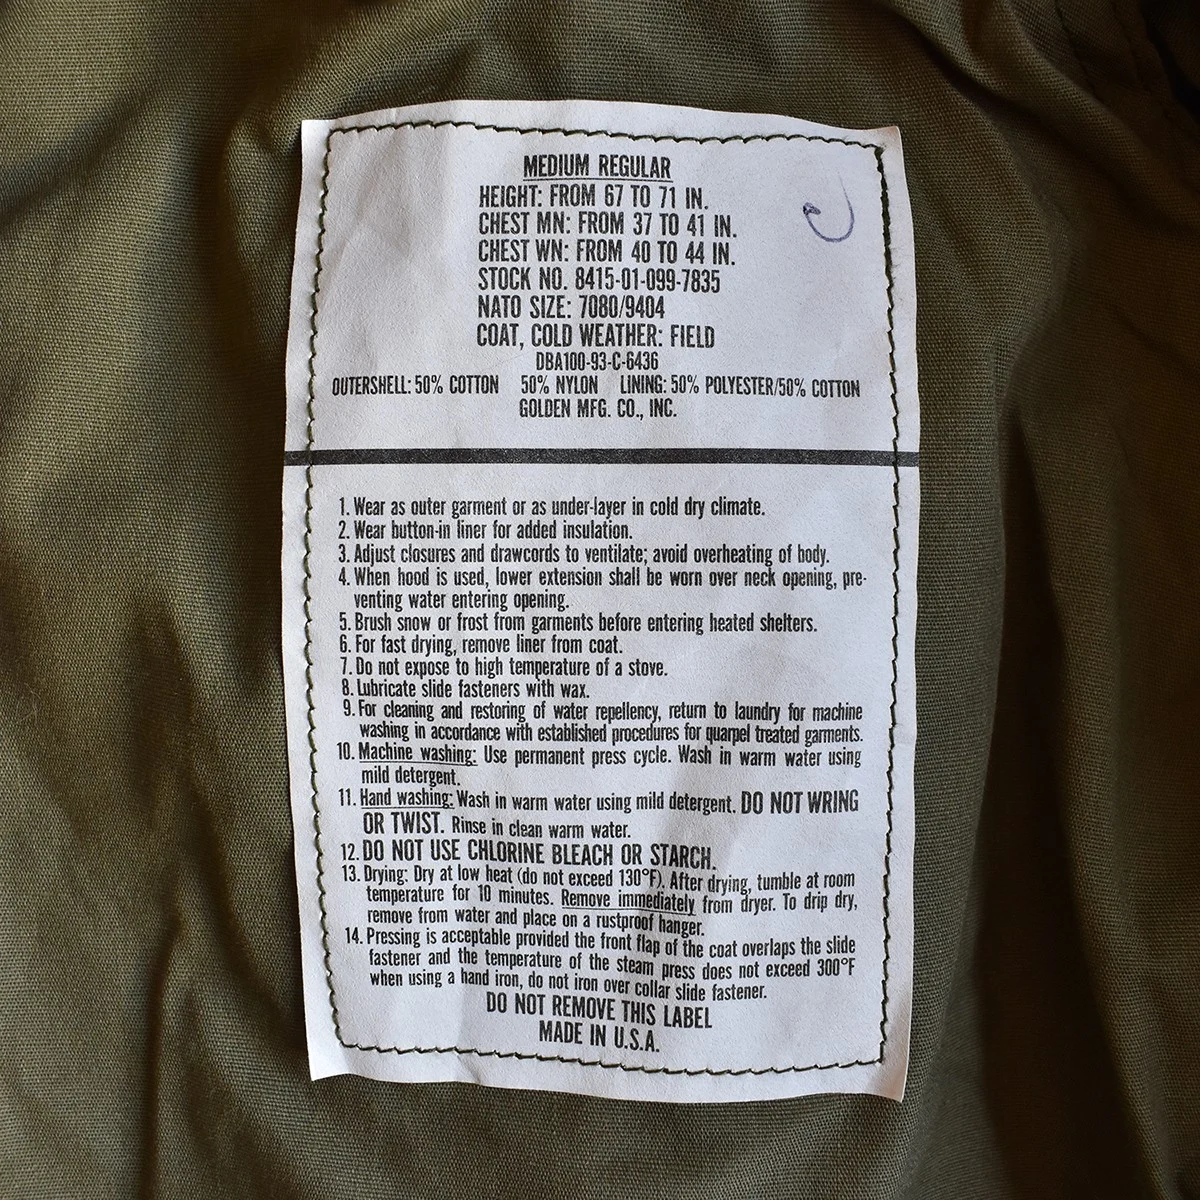 MEDIUM REGULAR
HEIGHT: FROM 67 TO 71 IN.
CHEST MN: FROM 37 TO 41 IN.
CHEST WN: FROM 40 TO 44 IN.
STOCK NO. 8415-01-099-7835
NATO SIZE: 7080/9404
COAT, COLD WEATHER: FIELD
DBA100-93-C-6436
OUTERSHELL: 50% COTTON 50% NYLON LINING: 50% POLYESTER/50% COTTON
GOLDEN MFG. CO., INC.
1. Wear as outer garment or as under-layer in cold dry climate.
2. Wear button-in liner for added insulation.
3. Adjust closures and drawcords to ventilate; avoid overheating of body.
4. When hood is used, lower extension shall be worn over neck opening, pre-
venting water entering opening.
5. Brush snow or frost from garments before entering heated shelters.
6. For fast drying, remove liner from coat.
7. Do not expose to high temperature of a stove.
8. Lubricate slide fasteners with wax.
9. For cleaning and restoring of water repellency, return to laundry for machine
washing in accordance with established procedures for quarpel treated garments.
10. Machine washing: Use permanent press cycle. Wash in warm water using
mild detergent.
11. Hand washing: Wash in warm water using mild detergent. DO NOT WRING
OR TWIST. Rinse in clean warm water.
12. DO NOT USE CHLORINE BLEACH OR STARCH.
13. Drying: Dry at low heat (do not exceed 130°F). After drying, tumble at room
temperature for 10 minutes. Remove immediately from dryer. To drip dry,
remove from water and place on a rustproof hanger.
14. Pressing is acceptable provided the front flap of the coat overlaps the slide
fastener and the temperature of the steam press does not exceed 300°F
when using a hand iron, do not iron over collar slide fastener.
DO NOT REMOVE THIS LABEL
MADE IN U.S.A.